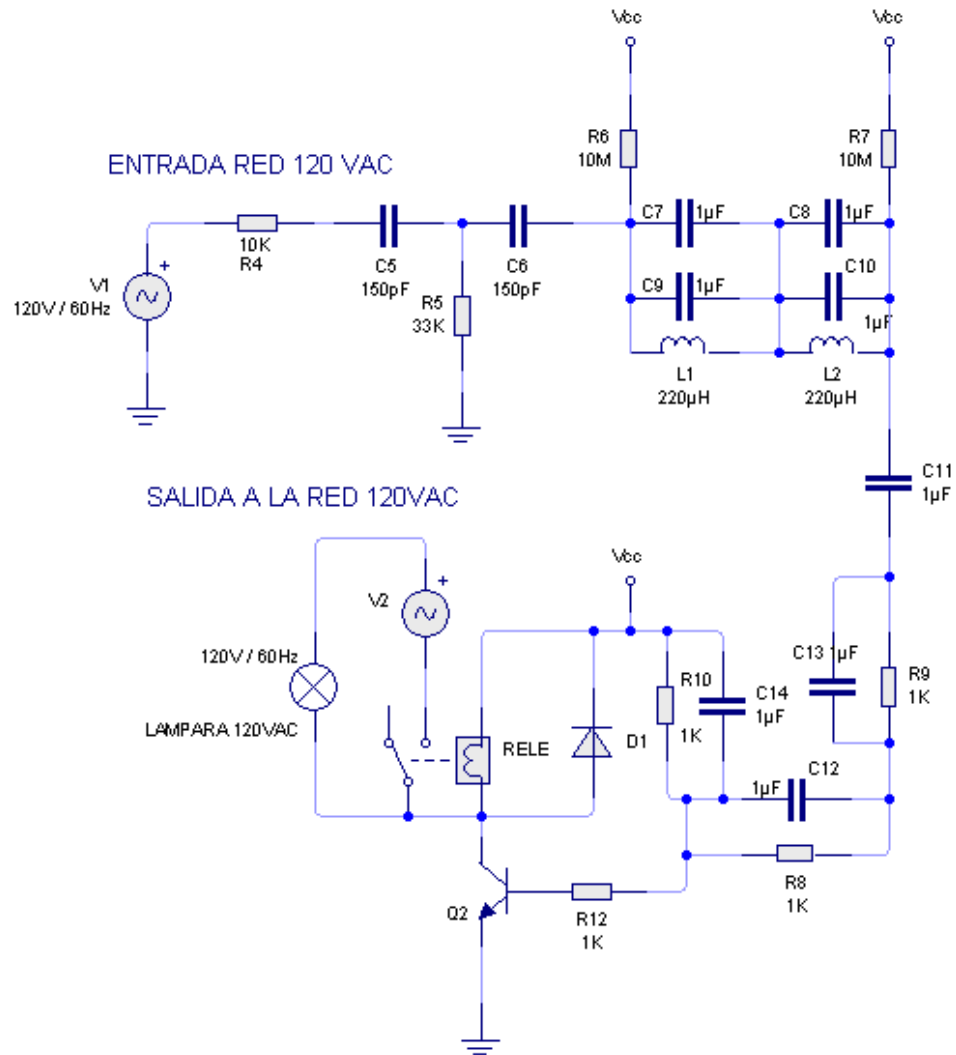 Vcc
Vcc
R6
10M
R7
10M
ENTRADA RED 120 VAC
C7
1µF
C8
1µF
10K
R4
C5
150pF
C6
150pF
V1
120V / 60Hz
+
R5
33K
C9
1µF
C10
1µF
L1
220µH
L2
220µH
C11
1µF
SALIDA A LA RED 120VAC
Vcc
+
V2
120V / 60Hz
LAMPARA 120VAC
RELE
D1
R10
1K
C14
1µF
C13
1µF
R9
1K
C12
1µF
R8
1K
Q2
R12
1K